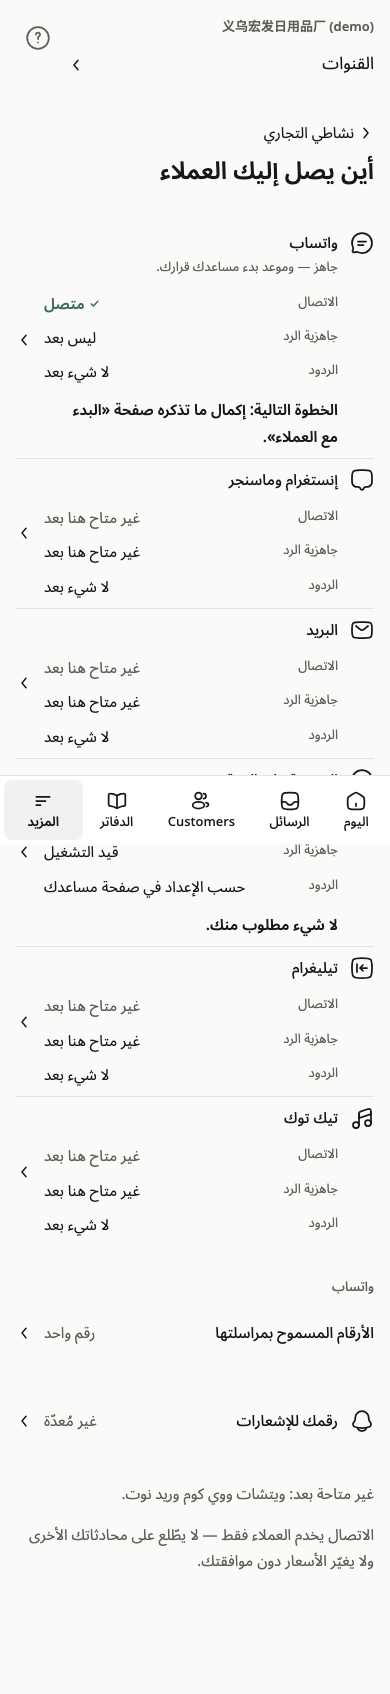 义乌宏发日用品厂 (demo)
القنوات
نشاطي التجاري
أين يصل إليك العملاء
واتساب
جاهز — وموعد بدء مساعدك قرارك.
الاتصال
متصل
جاهزية الرد
ليس بعد
الردود
لا شيء بعد
الخطوة التالية: إكمال ما تذكره صفحة «البدء
مع العملاء».
إنستغرام وماسنجر
الاتصال
غير متاح هنا بعد
جاهزية الرد
غير متاح هنا بعد
الردود
لا شيء بعد
البريد
الاتصال
غير متاح هنا بعد
جاهزية الرد
غير متاح هنا بعد
الردود
لا شيء بعد
اليوم
الرسائل
Customers
الدفاتر
المزيد
جاهزية الرد
قيد التشغيل
الردود
حسب الإعداد في صفحة مساعدك
لا شيء مطلوب منك.
تيليغرام
الاتصال
غير متاح هنا بعد
جاهزية الرد
غير متاح هنا بعد
الردود
لا شيء بعد
تيك توك
الاتصال
غير متاح هنا بعد
جاهزية الرد
غير متاح هنا بعد
الردود
لا شيء بعد
واتساب
الأرقام المسموح بمراسلتها
رقم واحد
رقمك للإشعارات
غير مُعدّة
غير متاحة بعد: ويتشات ووي كوم وريد نوت.
الاتصال يخدم العملاء فقط — لا يطّلع على محادثاتك الأخرى
ولا يغيّر الأسعار دون موافقتك.